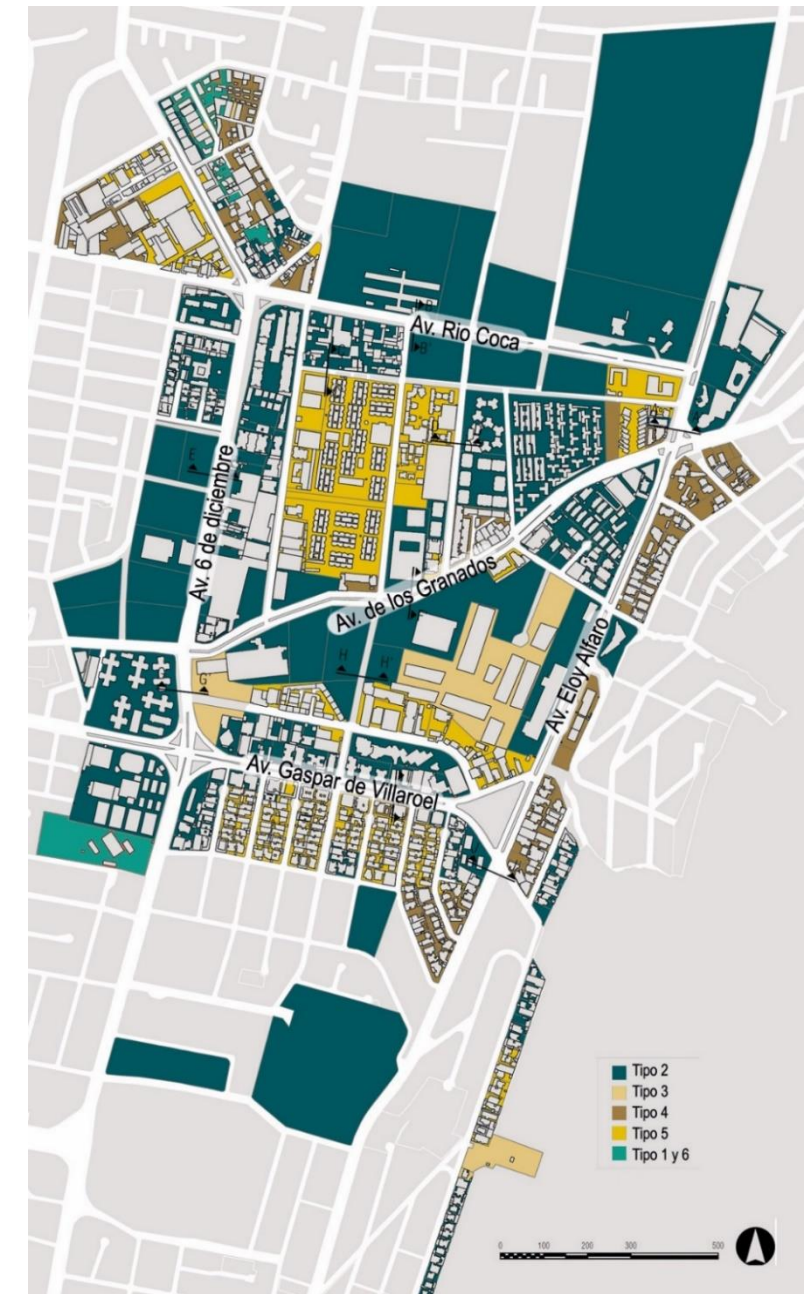 B
Av. Rio Coca
B'
E
Av. 6 de diciembre
Av. de los Granados
H
H'
G'
Av. Eloy Alfaro
Av. Gaspar de Villaroel
Tipo 2
Tipo 3
Tipo 4
Tipo 5
Tipo 1 y 6
0 100 200 300 500